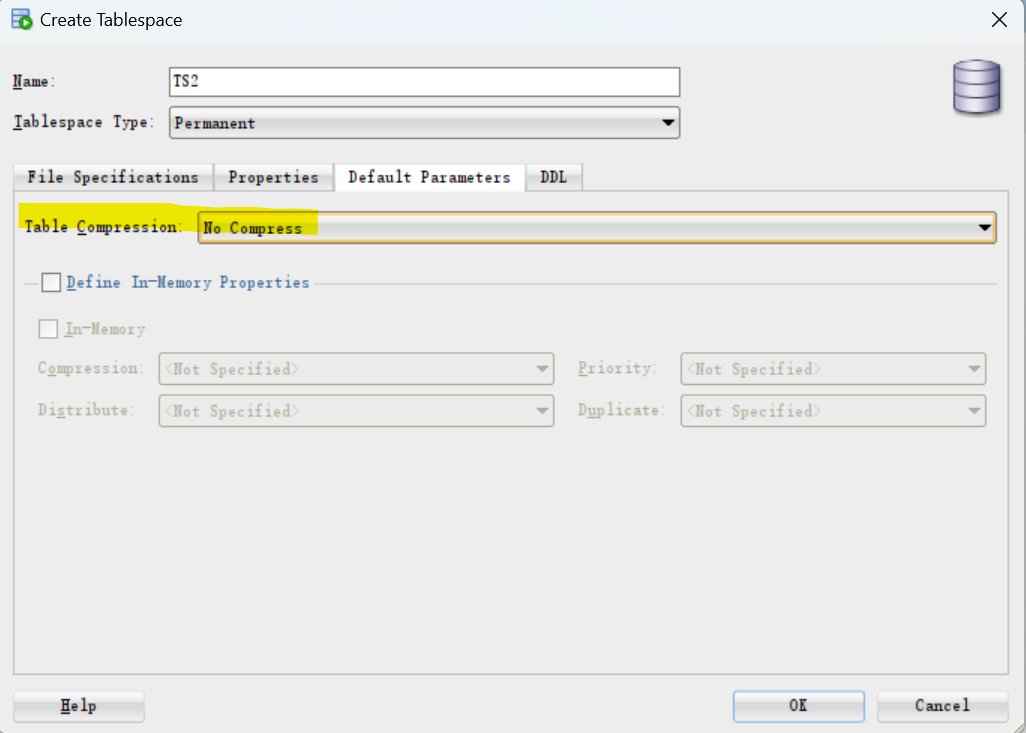 Create Tablespace
Name: TS2
Tablespace Type: Permanent
File Specifications Properties Default Parameters DDL
Table Compression: No Compress
Define In-Memory Properties
In-Memory
Compression: <Not Specified> Priority: <Not Specified>
Distribute: <Not Specified> Duplicate: <Not Specified>
Help OK Cancel